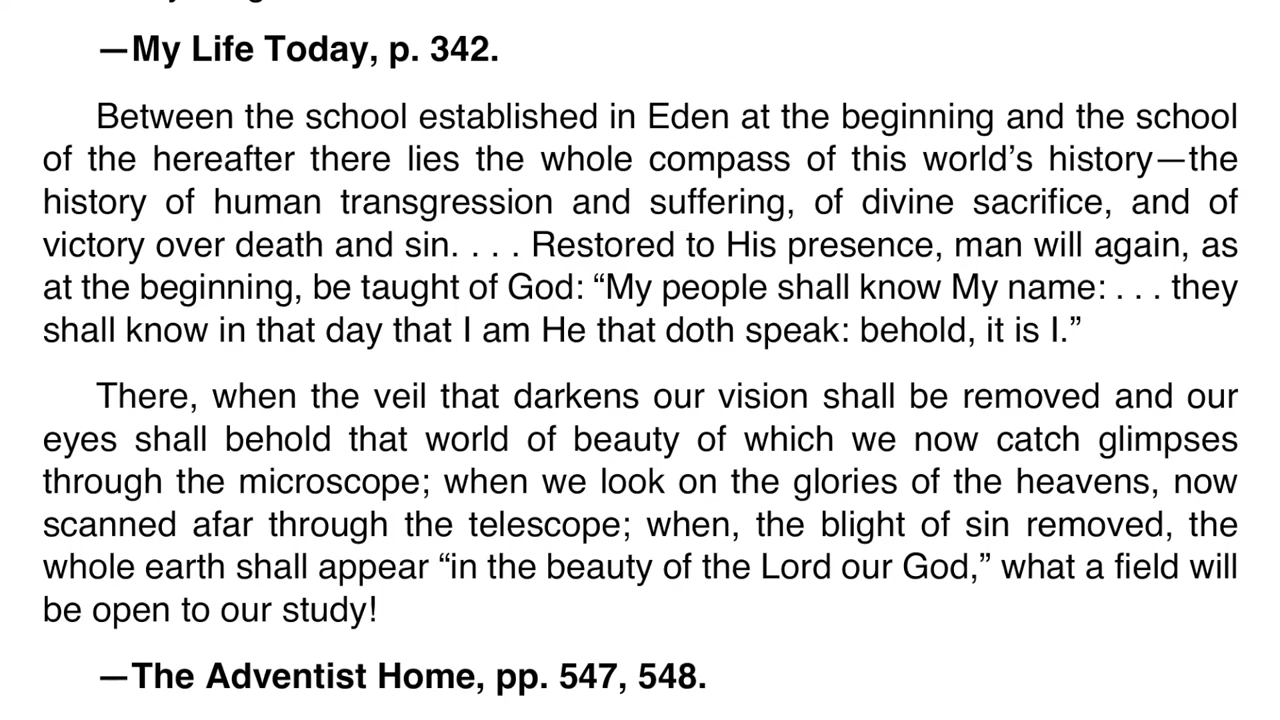 —My Life Today, p. 342.
Between the school established in Eden at the beginning and the school
of the hereafter there lies the whole compass of this world’s history—the
history of human transgression and suffering, of divine sacrifice, and of
victory over death and sin. . . . Restored to His presence, man will again, as
at the beginning, be taught of God: “My people shall know My name: . . . they
shall know in that day that I am He that doth speak: behold, it is I.”
There, when the veil that darkens our vision shall be removed and our
eyes shall behold that world of beauty of which we now catch glimpses
through the microscope; when we look on the glories of the heavens, now
scanned afar through the telescope; when, the blight of sin removed, the
whole earth shall appear “in the beauty of the Lord our God,” what a field will
be open to our study!
—The Adventist Home, pp. 547, 548.